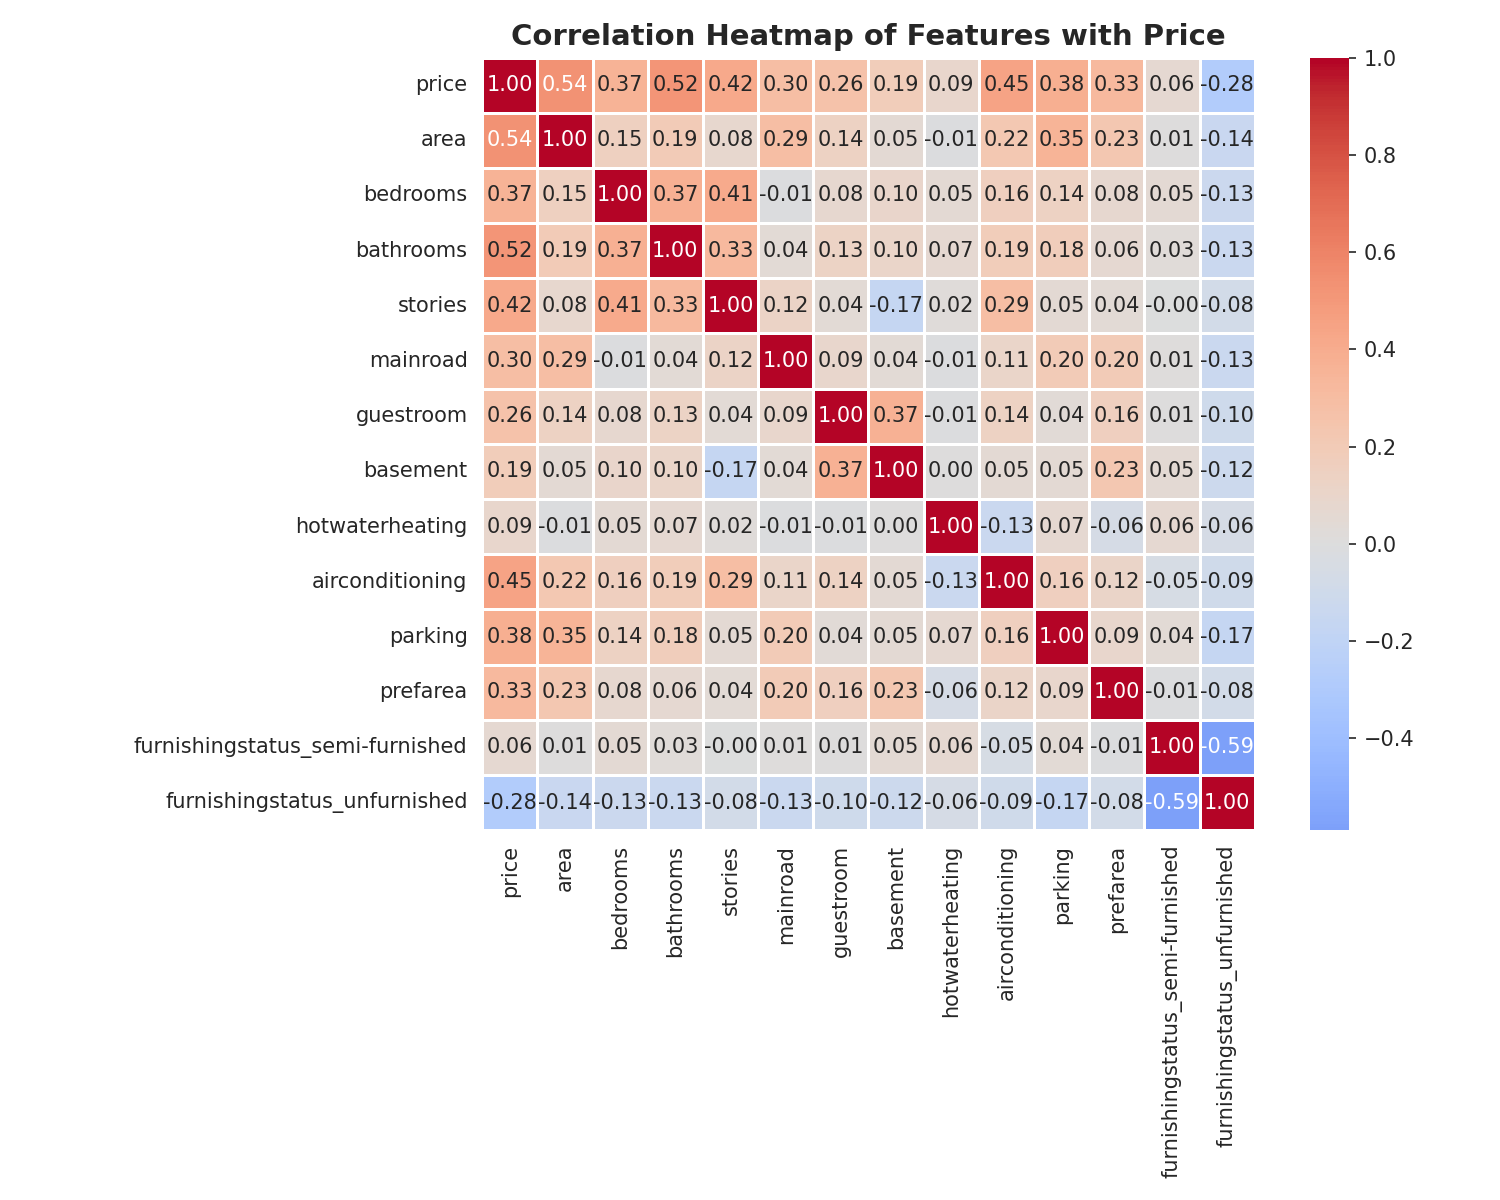 Correlation Heatmap of Features with Price
price 1.00 0.54 0.37 0.52 0.42 0.30 0.26 0.19 0.09 0.45 0.38 0.33 0.06 -0.28
area 0.54 1.00 0.15 0.19 0.08 0.29 0.14 0.05 -0.01 0.22 0.35 0.23 0.01 -0.14
bedrooms 0.37 0.15 1.00 0.37 0.41 -0.01 0.08 0.10 0.05 0.16 0.14 0.08 0.05 -0.13
bathrooms 0.52 0.19 0.37 1.00 0.33 0.04 0.13 0.10 0.07 0.19 0.18 0.06 0.03 -0.13
stories 0.42 0.08 0.41 0.33 1.00 0.12 0.04 -0.17 0.02 0.29 0.05 0.04 -0.00 -0.08
mainroad 0.30 0.29 -0.01 0.04 0.12 1.00 0.09 0.04 -0.01 0.11 0.20 0.20 0.01 -0.13
guestroom 0.26 0.14 0.08 0.13 0.04 0.09 1.00 0.37 -0.01 0.14 0.04 0.16 0.01 -0.10
basement 0.19 0.05 0.10 0.10 -0.17 0.04 0.37 1.00 0.00 0.05 0.05 0.23 0.05 -0.12
hotwaterheating 0.09 -0.01 0.05 0.07 0.02 -0.01 -0.01 0.00 1.00 -0.13 0.07 -0.06 0.06 -0.06
airconditioning 0.45 0.22 0.16 0.19 0.29 0.11 0.14 0.05 -0.13 1.00 0.16 0.12 -0.05 -0.09
parking 0.38 0.35 0.14 0.18 0.05 0.20 0.04 0.05 0.07 0.16 1.00 0.09 0.04 -0.17
prefarea 0.33 0.23 0.08 0.06 0.04 0.20 0.16 0.23 -0.06 0.12 0.09 1.00 -0.01 -0.08
furnishingstatus_semi-furnished 0.06 0.01 0.05 0.03 -0.00 0.01 0.01 0.05 0.06 -0.05 0.04 -0.01 1.00 -0.59
furnishingstatus_unfurnished -0.28 -0.14 -0.13 -0.13 -0.08 -0.13 -0.10 -0.12 -0.06 -0.09 -0.17 -0.08 -0.59 1.00
price
area
bedrooms
bathrooms
stories
mainroad
guestroom
basement
hotwaterheating
airconditioning
parking
prefarea
furnishingstatus_semi-furnished
furnishingstatus_unfurnished
1.0
0.8
0.6
0.4
0.2
0.0
−0.2
−0.4